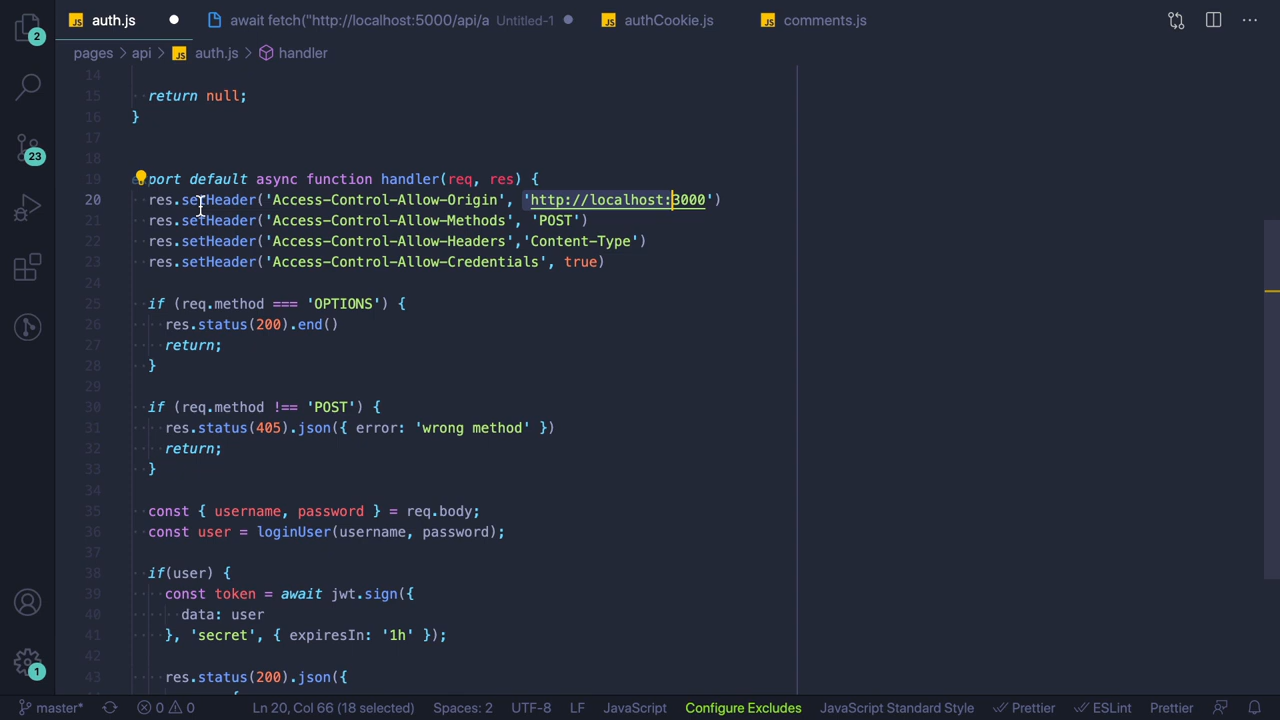 2
JS auth.js
await fetch("http://localhost:5000/api/a Untitled-1
JS authCookie.js
JS comments.js
pages > api > JS auth.js > handler
14
15 return null;
16 }
17
18
19 port default async function handler(req, res) {
20 res.setHeader('Access-Control-Allow-Origin', 'http://localhost:3000')
21 res.setHeader('Access-Control-Allow-Methods', 'POST')
22 res.setHeader('Access-Control-Allow-Headers','Content-Type')
23 res.setHeader('Access-Control-Allow-Credentials', true)
24
25 if (req.method === 'OPTIONS') {
26 res.status(200).end()
27 return;
28 }
29
30 if (req.method !== 'POST') {
31 res.status(405).json({ error: 'wrong method' })
32 return;
33 }
34
35 const { username, password } = req.body;
36 const user = loginUser(username, password);
37
38 if(user) {
39 const token = await jwt.sign({
40 data: user
41 }, 'secret', { expiresIn: '1h' });
42
43 res.status(200).json({
23
1
master* 0 0 Ln 20, Col 66 (18 selected) Spaces: 2 UTF-8 LF JavaScript Configure Excludes JavaScript Standard Style Prettier ESLint Prettier